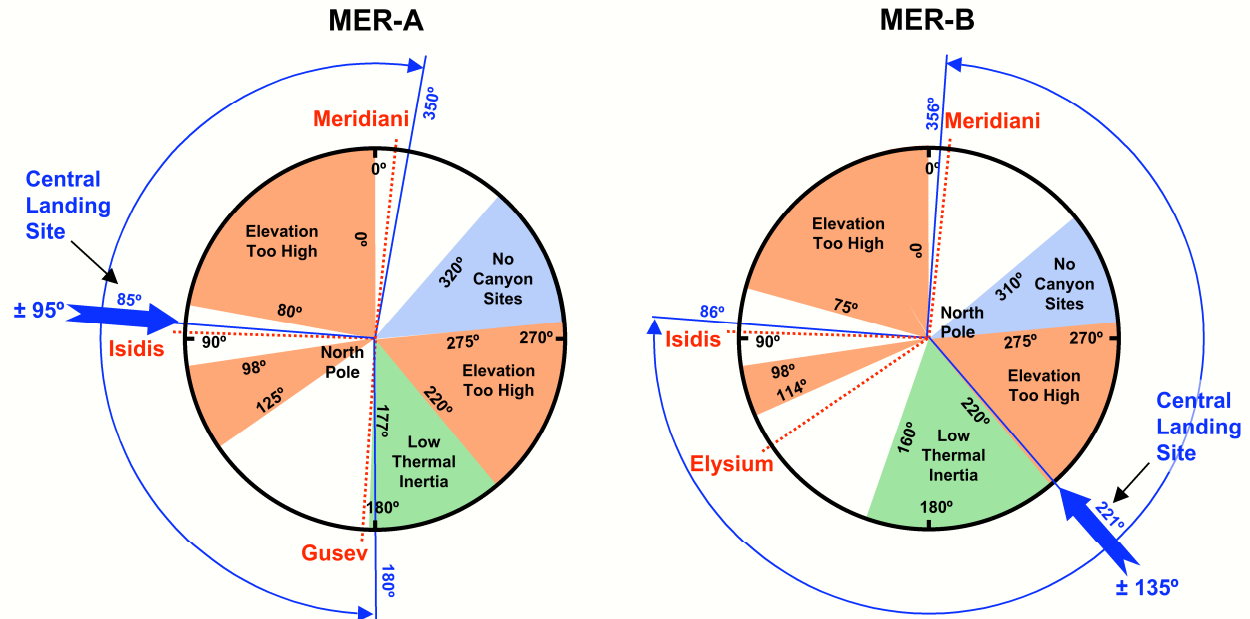 MER-A
350º
Meridiani
0º
Central
Landing
Site
Elevation
Too High
0º
320º
No
Canyon
Sites
85º
± 95º
80º
Isidis
90º
North
Pole
275º
270º
98º
125º
Elevation
Too High
220º
177º
Low
Thermal
Inertia
180º
Gusev
180º
MER-B
356º
Meridiani
0º
Elevation
Too High
0º
310º
No
Canyon
Sites
86º
75º
North
Pole
Isidis
90º
275º
270º
98º
114º
Elevation
Too High
220º
Elysium
160º
Low
Thermal
Inertia
180º
Central
Landing
Site
221º
± 135º